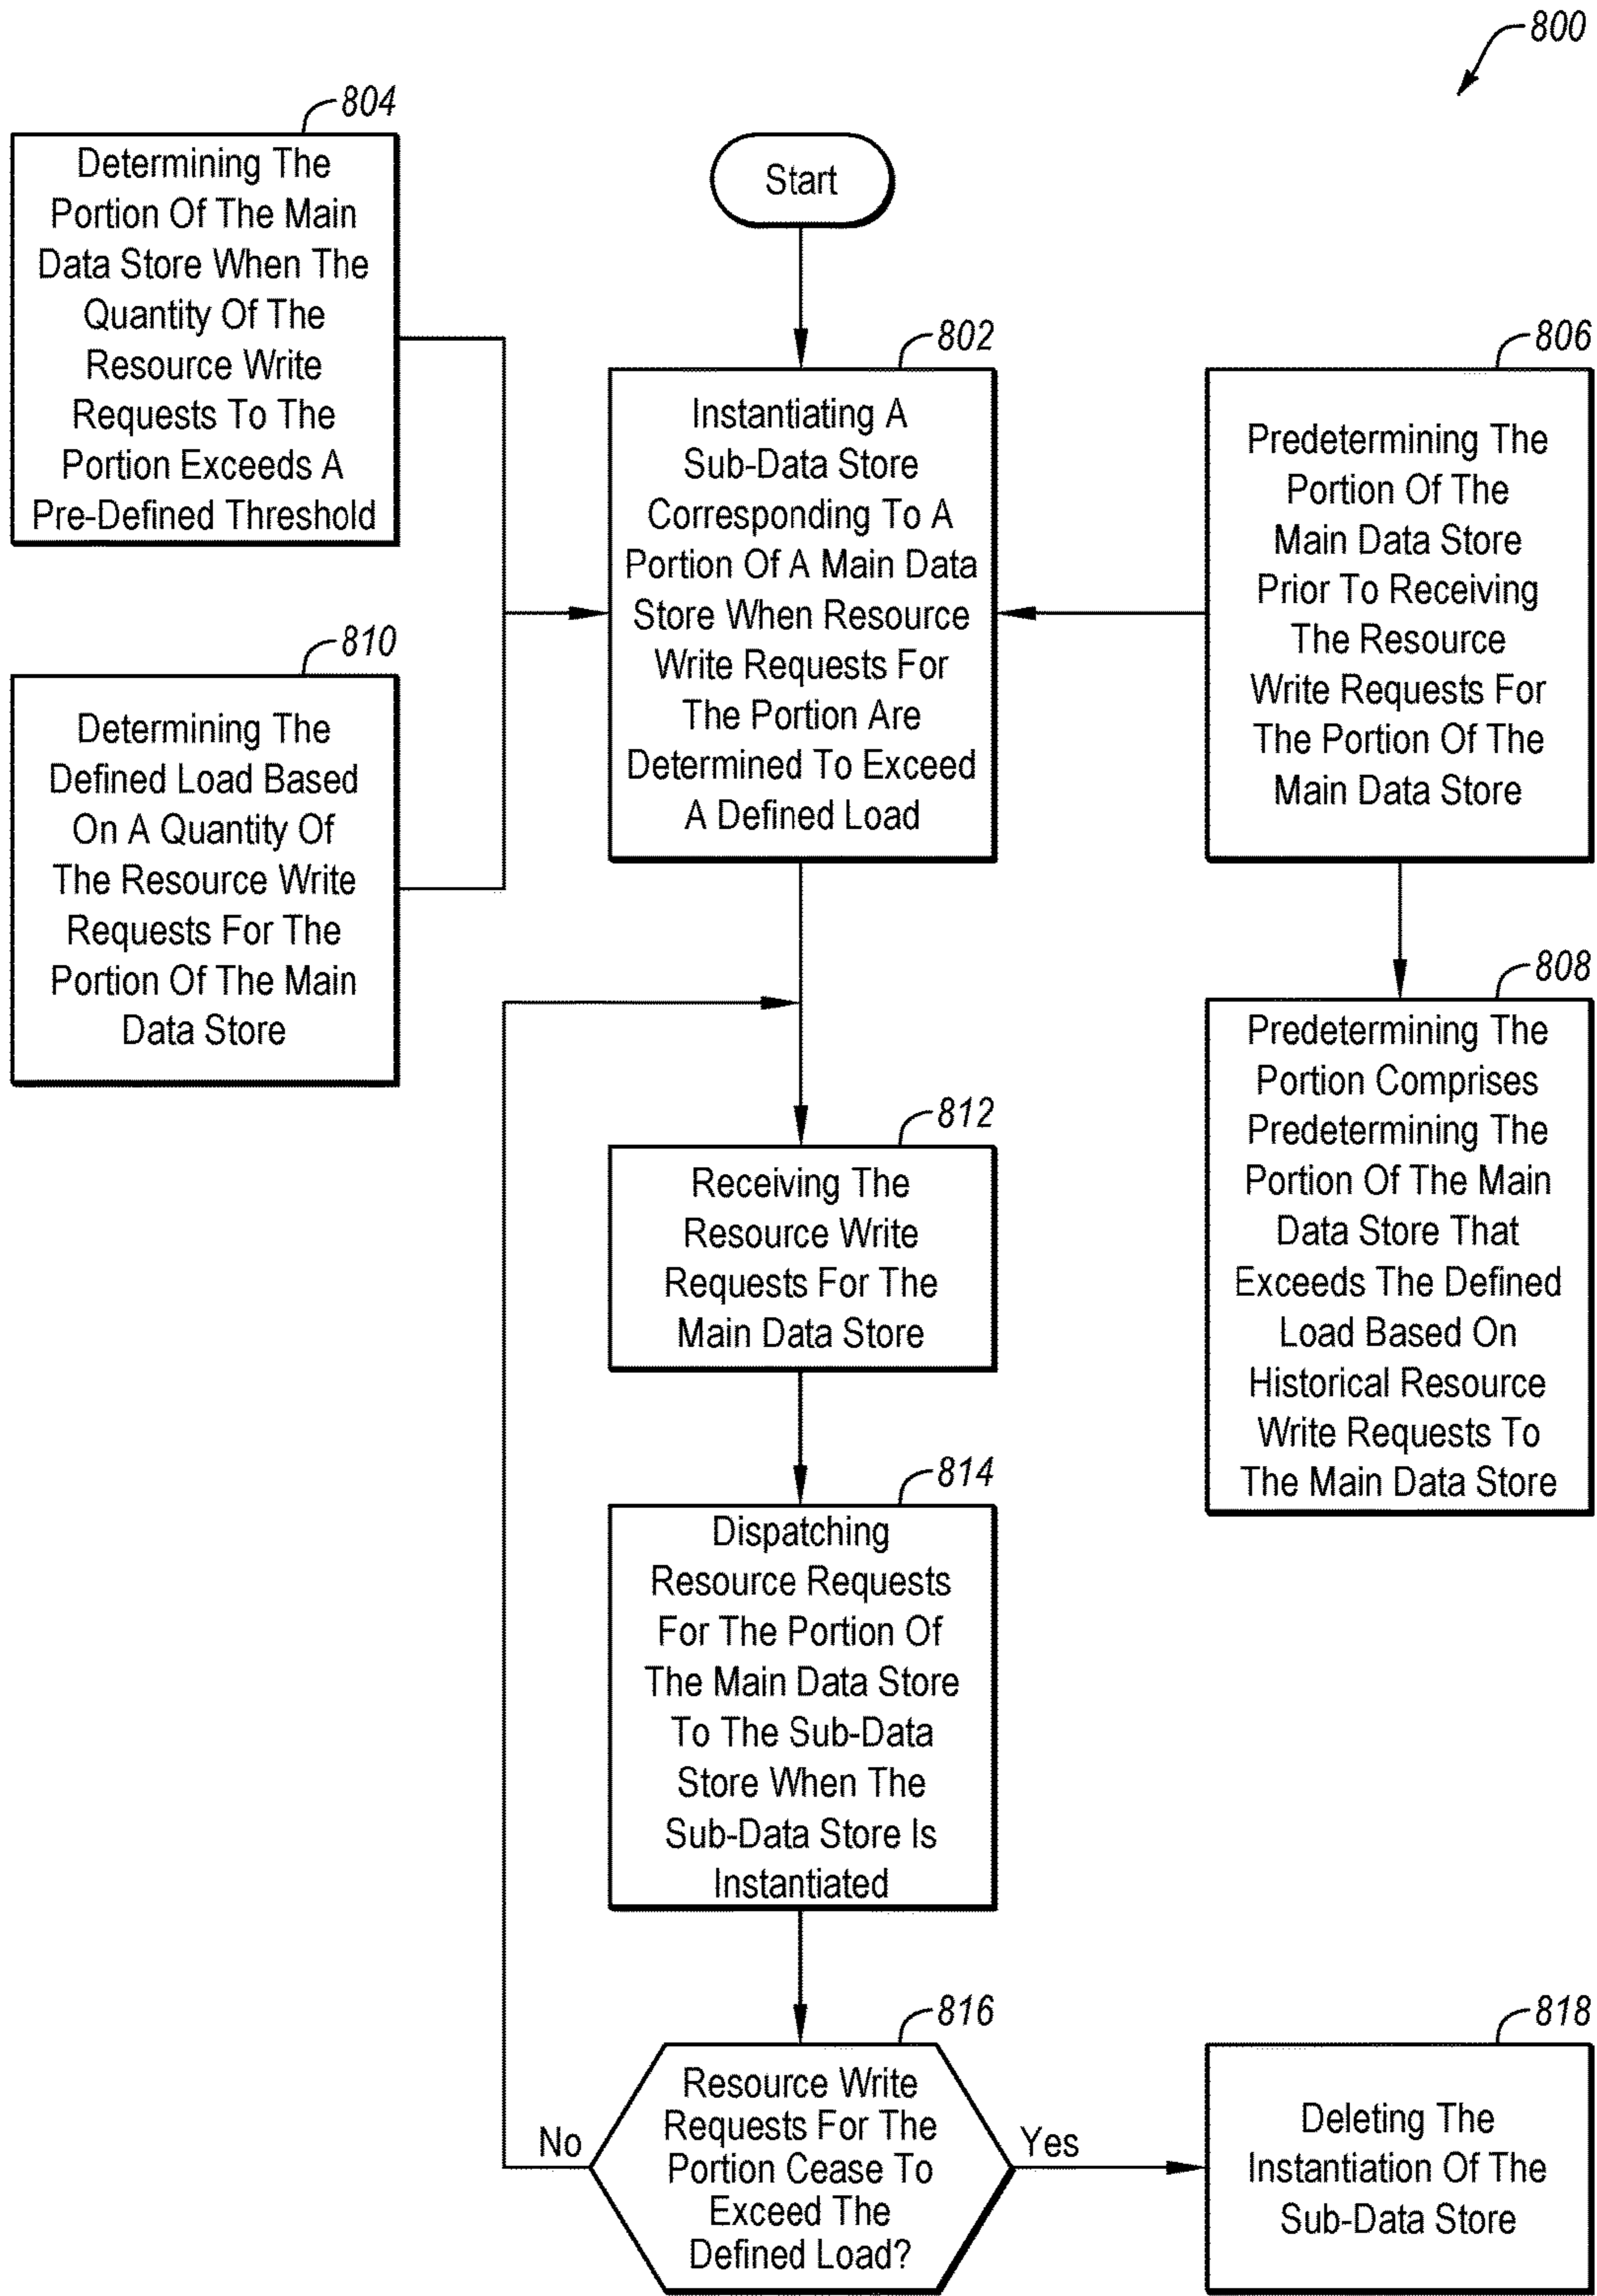 800
804
Determining The
Portion Of The Main
Data Store When The
Quantity Of The
Resource Write
Requests To The
Portion Exceeds A
Pre-Defined Threshold
Start
802
Instantiating A
Sub-Data Store
Corresponding To A
Portion Of A Main Data
Store When Resource
Write Requests For
The Portion Are
Determined To Exceed
A Defined Load
806
Predetermining The
Portion Of The
Main Data Store
Prior To Receiving
The Resource
Write Requests For
The Portion Of The
Main Data Store
810
Determining The
Defined Load Based
On A Quantity Of
The Resource Write
Requests For The
Portion Of The Main
Data Store
808
Predetermining The
Portion Comprises
Predetermining The
Portion Of The Main
Data Store That
Exceeds The Defined
Load Based On
Historical Resource
Write Requests To
The Main Data Store
812
Receiving The
Resource Write
Requests For The
Main Data Store
814
Dispatching
Resource Requests
For The Portion Of
The Main Data Store
To The Sub-Data
Store When The
Sub-Data Store Is
Instantiated
816
Resource Write
Requests For The
Portion Cease To
Exceed The
Defined Load?
No
Yes
818
Deleting The
Instantiation Of The
Sub-Data Store